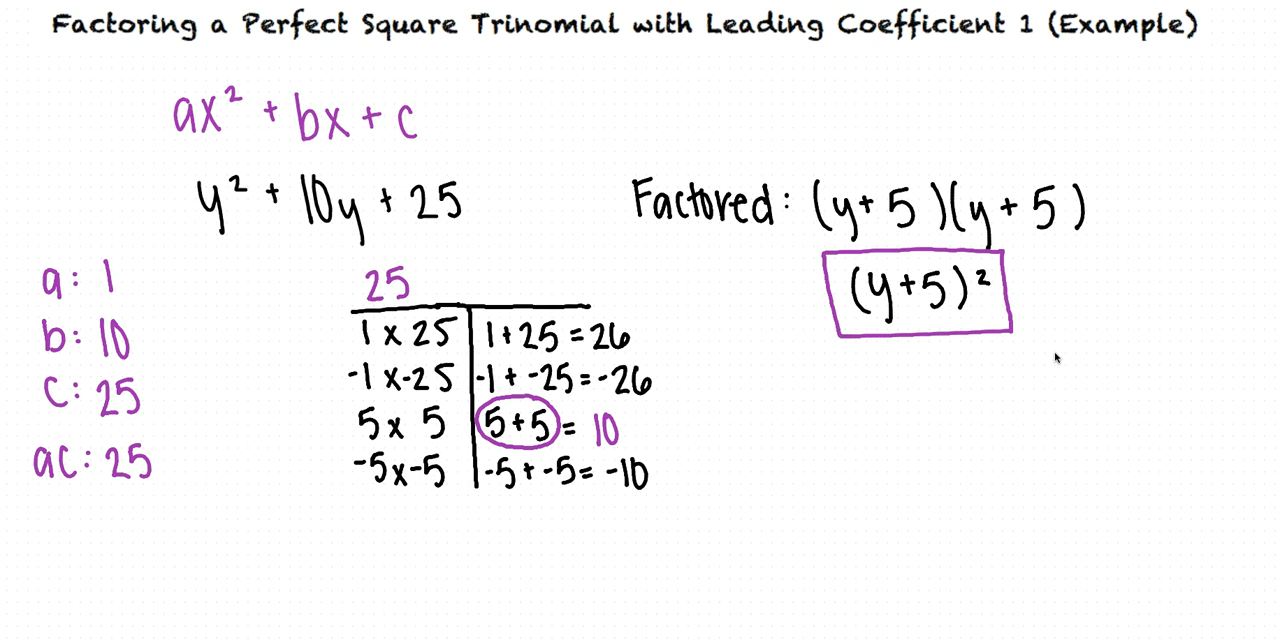 Factoring a Perfect Square Trinomial with Leading Coefficient 1 (Example)
ax² + bx + c
y² + 10y + 25
Factored: (y+5)(y+5)
(y+5)²
a: 1
b: 10
c: 25
ac: 25
25
1 x 25 1+25=26
-1 x -25 -1 + -25 = -26
5 x 5 5+5 = 10
-5 x -5 -5 + -5 = -10